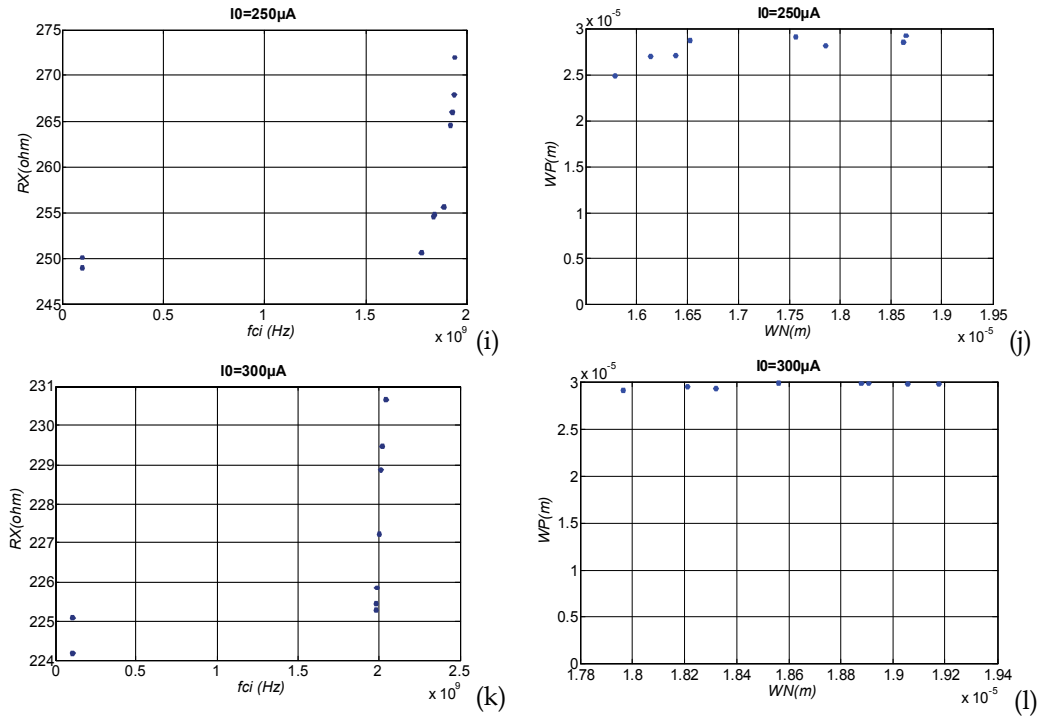 I0=250µA
275
270
265
260
255
250
245
RX(ohm)
0 0.5 1 1.5 2
fci (Hz)
x 10^9
(i)
I0=250µA
x 10^-5
3
2.5
2
1.5
1
0.5
0
WP(m)
1.6 1.65 1.7 1.75 1.8 1.85 1.9 1.95
WN(m)
x 10^-5
(j)
I0=300µA
231
230
229
228
227
226
225
224
RX(ohm)
0 0.5 1 1.5 2 2.5
fci (Hz)
x 10^9
(k)
I0=300µA
x 10^-5
3
2.5
2
1.5
1
0.5
0
WP(m)
1.78 1.8 1.82 1.84 1.86 1.88 1.9 1.92 1.94
WN(m)
x 10^-5
(l)